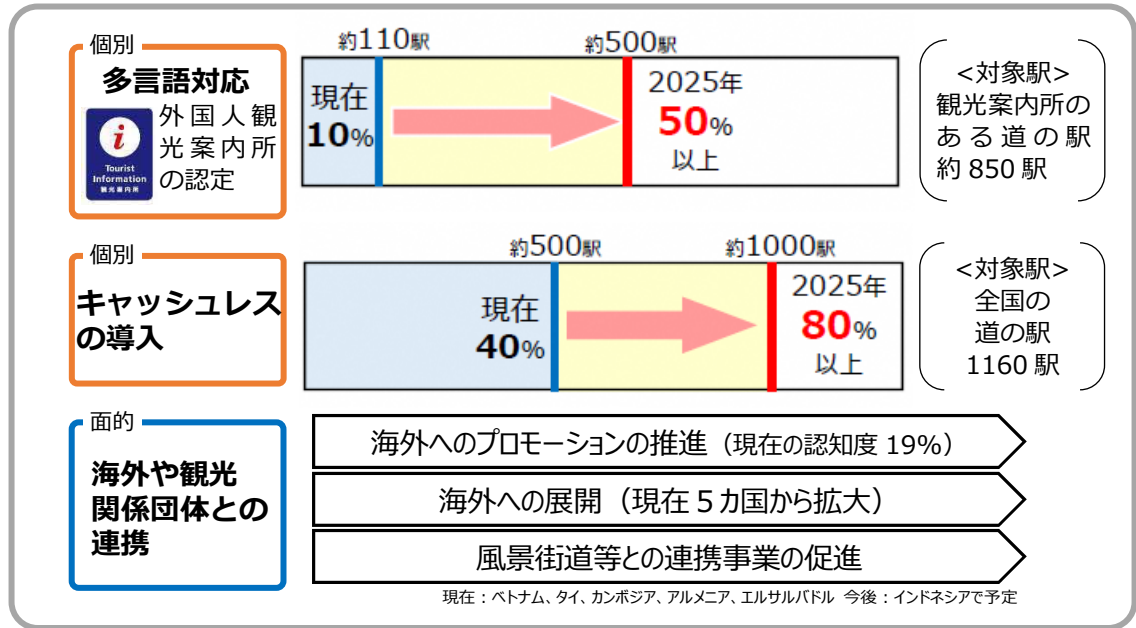 個別
多言語対応
i
Tourist
Information
観光案内所
外国人観
光案内所
の認定
約110駅
約500駅
現在
10%
2025年
50%
以上
<対象駅>
観光案内所の
ある道の駅
約 850 駅
個別
キャッシュレス
の導入
約500駅
約1000駅
現在
40%
2025年
80%
以上
<対象駅>
全国の
道の駅
1160 駅
面的
海外や観光
関係団体との
連携
海外へのプロモーションの推進（現在の認知度 19%）
海外への展開（現在 5 カ国から拡大）
風景街道等との連携事業の促進
現在：ベトナム、タイ、カンボジア、アルメニア、エルサルバドル 今後：インドネシアで予定